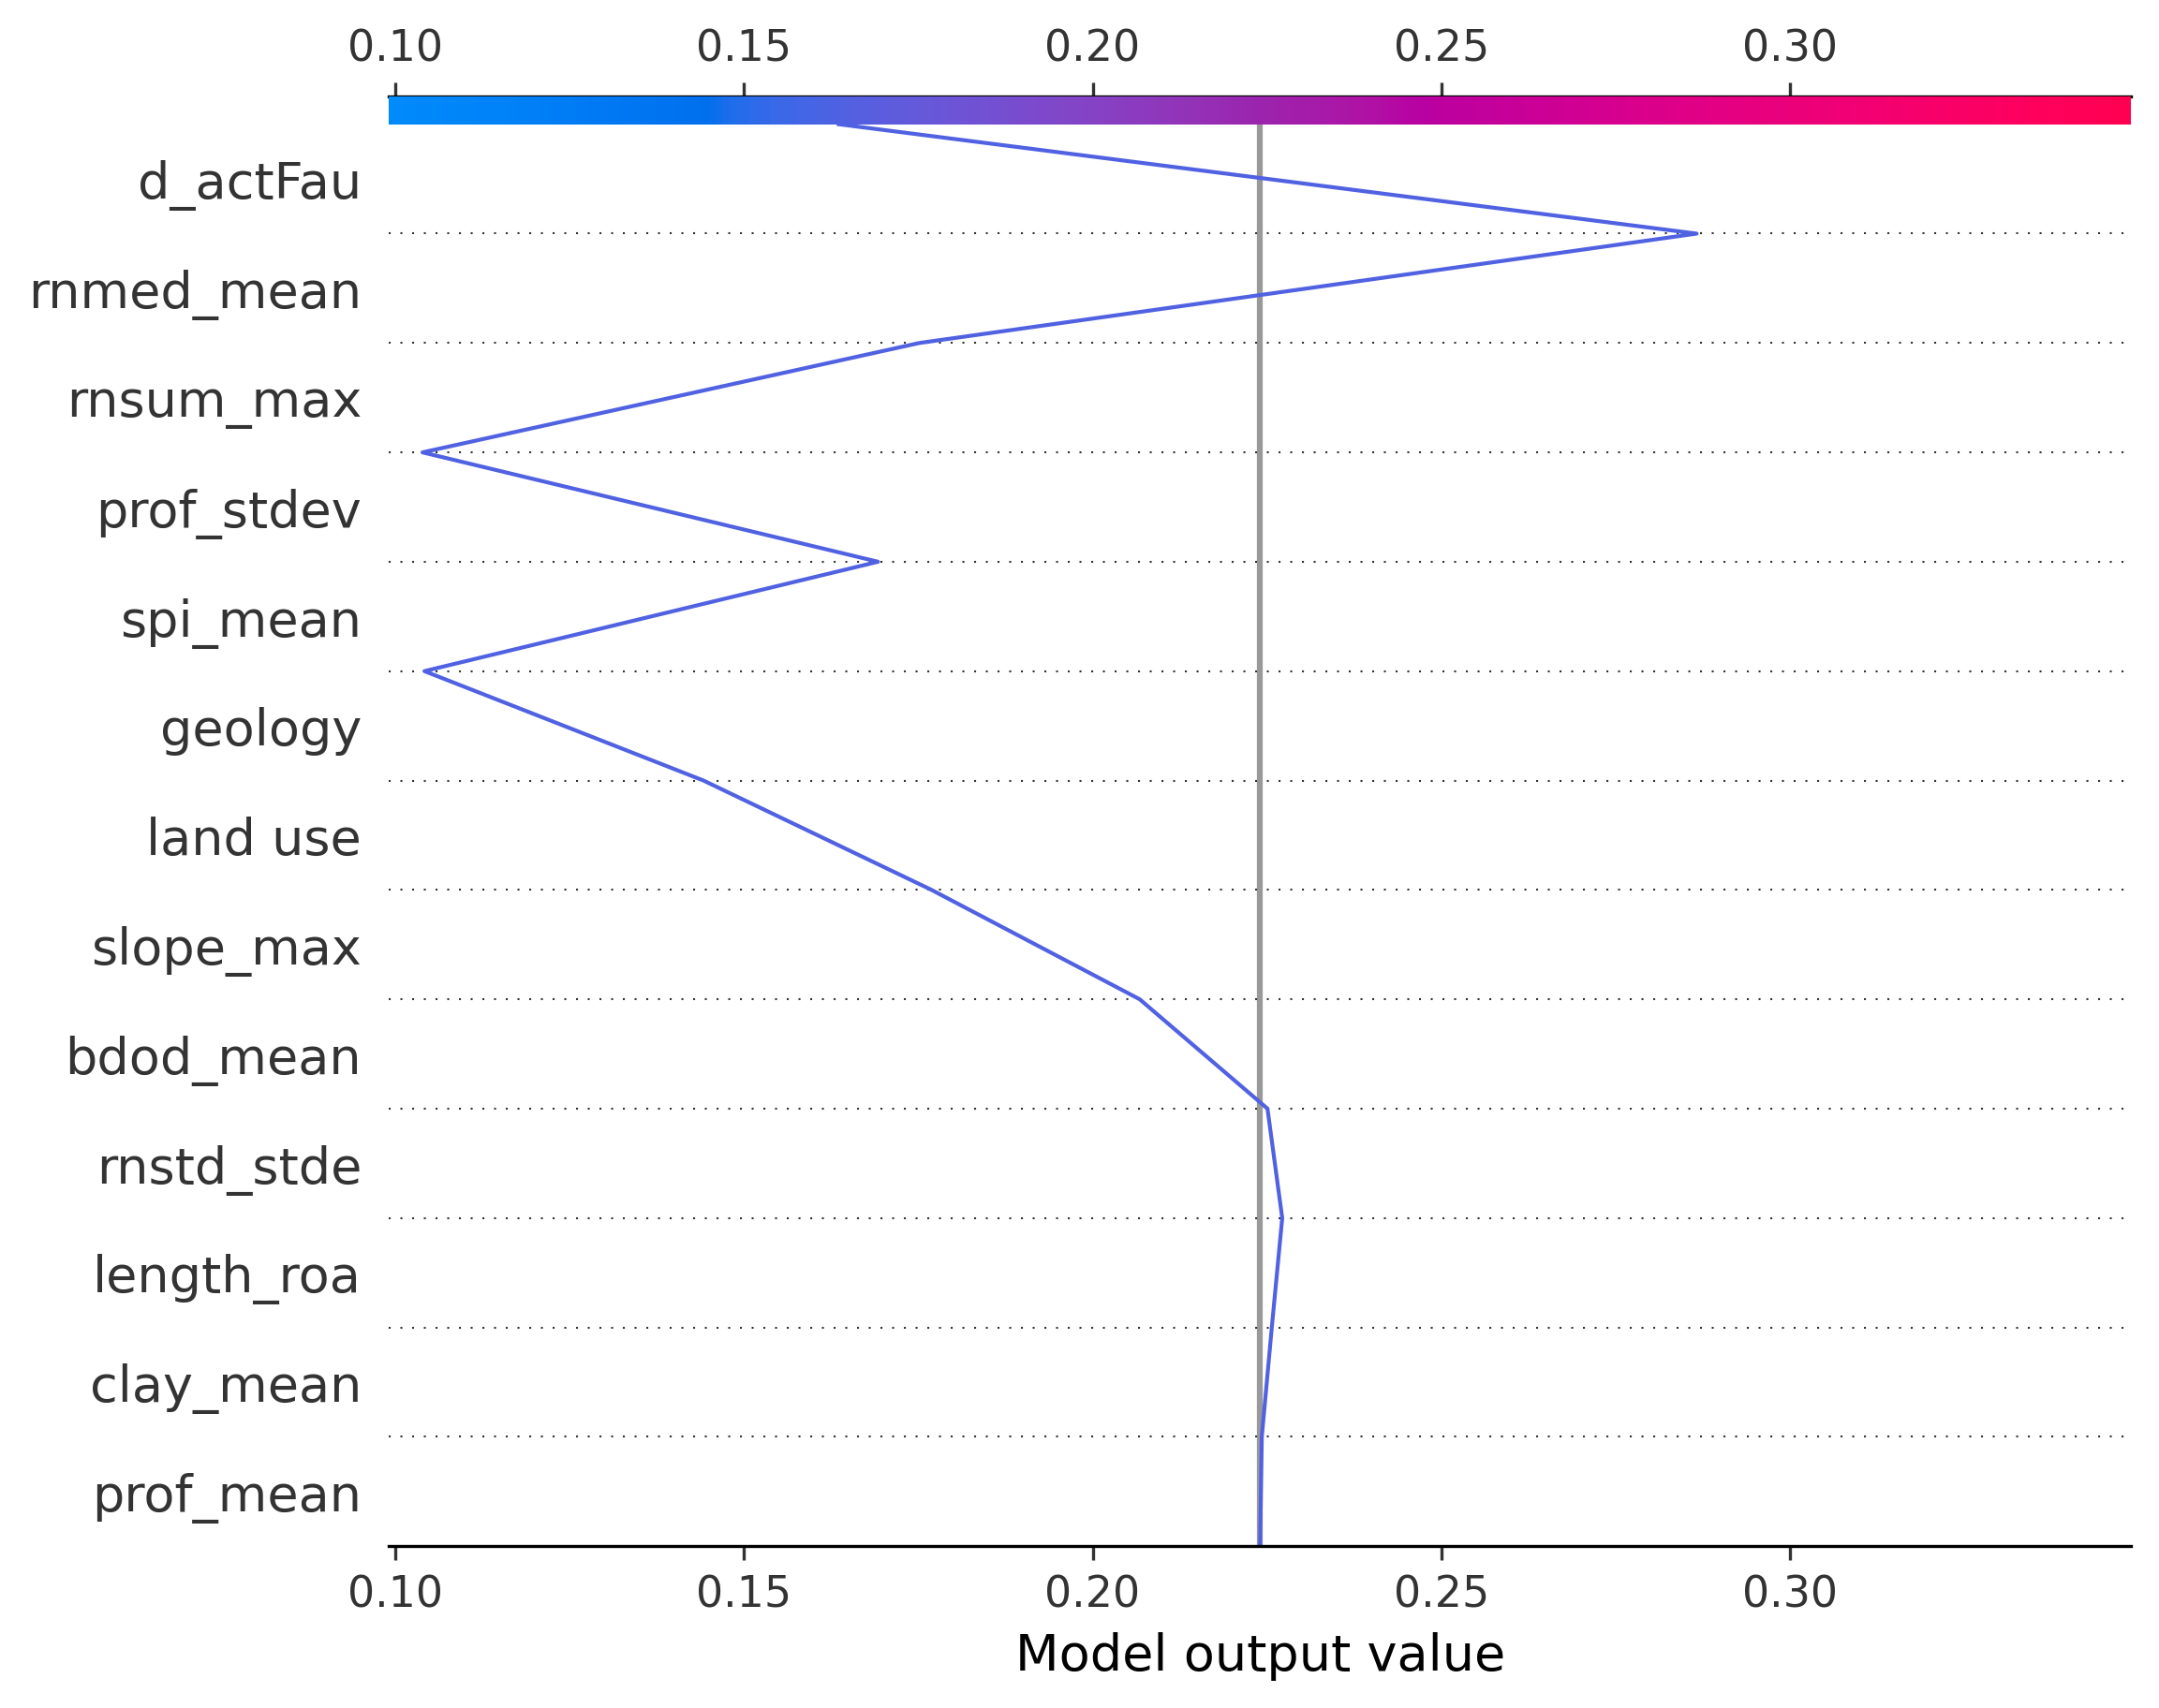 0.10 0.15 0.20 0.25 0.30
d_actFau
rnmed_mean
rnsum_max
prof_stdev
spi_mean
geology
land use
slope_max
bdod_mean
rnstd_stde
length_roa
clay_mean
prof_mean
0.10 0.15 0.20 0.25 0.30
Model output value